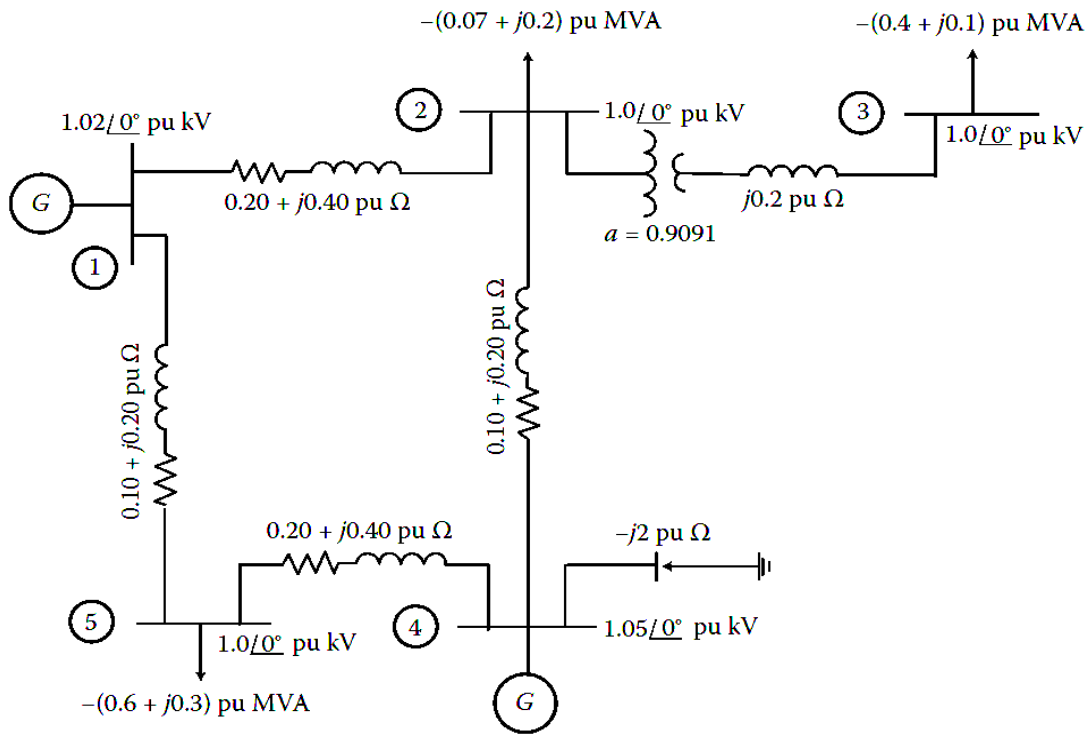 −(0.07 + j0.2) pu MVA
−(0.4 + j0.1) pu MVA
2
3
1.02/0° pu kV
1.0/0° pu kV
1.0/0° pu kV
G
0.20 + j0.40 pu Ω
j0.2 pu Ω
a = 0.9091
1
0.10 + j0.20 pu Ω
0.10 + j0.20 pu Ω
0.20 + j0.40 pu Ω
−j2 pu Ω
5
4
1.0/0° pu kV
1.05/0° pu kV
−(0.6 + j0.3) pu MVA
G